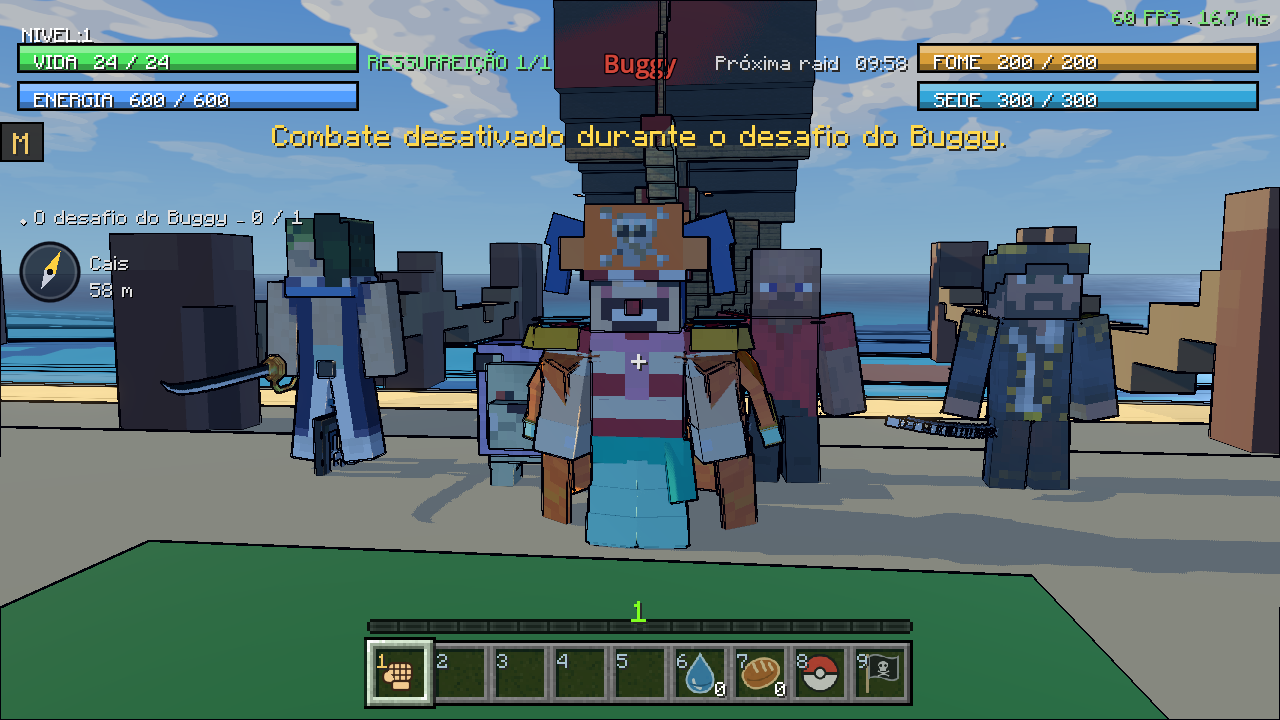 60 FPS - 16.7 ms
NIVEL:1
VIDA 24 / 24
RESSURREIÇÃO 1/1
Buggy
Próxima raid 09:58
FOME 200 / 200
ENERGIA 600 / 600
SEDE 300 / 300
M
Combate desativado durante o desafio do Buggy.
O desafio do Buggy - 0 / 1
Cais
58 m
1
1 2 3 4 5 6 7 8 9
0 0